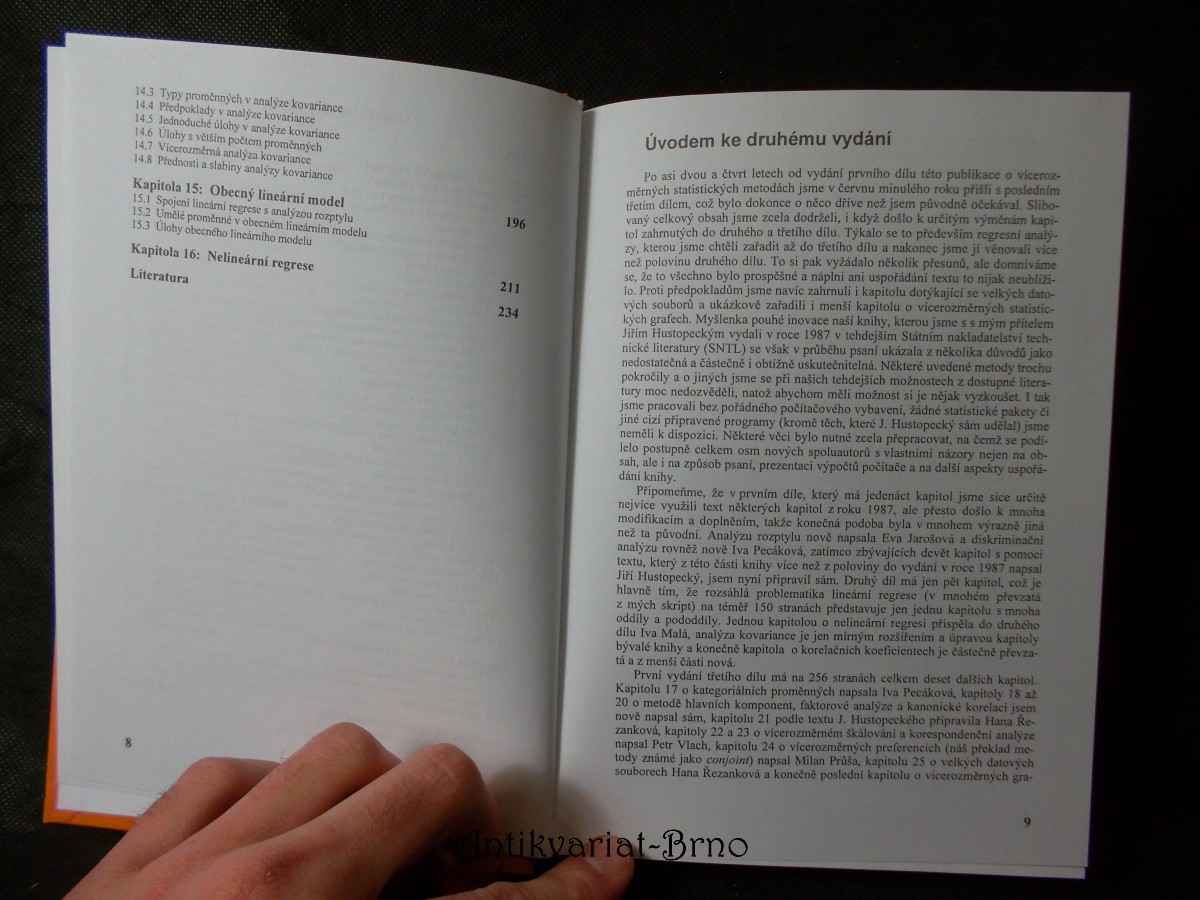 14.3 Typy proměnných v analýze kovariance
14.4 Předpoklady v analýze kovariance
14.5 Jednoduché úlohy v analýze kovariance
14.6 Úlohy s větším počtem proměnných
14.7 Vícerozměrná analýza kovariance
14.8 Přednosti a slabiny analýzy kovariance
Kapitola 15: Obecný lineární model 196
15.1 Spojení lineární regrese s analýzou rozptylu
15.2 Umělé proměnné v obecném lineárním modelu
15.3 Úlohy obecného lineárního modelu
Kapitola 16: Nelineární regrese 211
Literatura 234
8
Úvodem ke druhému vydání
Po asi dvou a čtvrt letech od vydání prvního dílu této publikace o víceroz-
měrných statistických metodách jsme v červnu minulého roku přišli s posledním
třetím dílem, což bylo dokonce o něco dříve než jsem původně očekával. Slibo-
vaný celkový obsah jsme zcela dodrželi, i když došlo k určitým výměnám kapi-
tol zahrnutých do druhého a třetího dílu. Týkalo se to především regresní analý-
zy, kterou jsme chtěli zařadit až do třetího dílu a nakonec jsme jí věnovali více
než polovinu druhého dílu. To si pak vyžádalo několik přesunů, ale domníváme
se, že to všechno bylo prospěšné a náplni ani uspořádání textu to nijak neublíži-
lo. Proti předpokladům jsme navíc zahrnuli i kapitolu dotýkající se velkých dato-
vých souborů a ukázkově zařadili i menší kapitolu o vícerozměrných statistic-
kých grafech. Myšlenka pouhé inovace naší knihy, kterou jsme s s mým přítelem
Jiřím Hustopeckým vydali v roce 1987 v tehdejším Státním nakladatelství tech-
nické literatury (SNTL) se však v průběhu psaní ukázala z několika důvodů jako
nedostatečná a částečně i obtížně uskutečnitelná. Některé uvedené metody trochu
pokročily a o jiných jsme se při našich tehdejších možnostech z dostupné litera-
tury moc nedozvěděli, natož abychom měli možnost si je nějak vyzkoušet. I tak
jsme pracovali bez pořádného počítačového vybavení, žádné statistické pakety či
jiné cizí připravené programy (kromě těch, které J. Hustopecký sám udělal) jsme
neměli k dispozici. Některé věci bylo nutné zcela přepracovat, na čemž se podí-
lelo postupně celkem osm nových spoluautorů s vlastními názory nejen na ob-
sah, ale i na způsob psaní, prezentaci výpočtů počítače a na další aspekty uspořá-
dání knihy.
Připomeňme, že v prvním díle, který má jedenáct kapitol jsme sice určitě
nejvíce využili text některých kapitol z roku 1987, ale přesto došlo k mnoha
modifikacím a doplněním, takže konečná podoba byla v mnohem výrazně jiná
než ta původní. Analýzu rozptylu nově napsala Eva Jarošová a diskriminační
analýzu rovněž nově Iva Pecáková, zatímco zbývajících devět kapitol s pomocí
textu, který z této části knihy více než z poloviny do vydání v roce 1987 napsal
Jiří Hustopecký, jsem nyní připravil sám. Druhý díl má jen pět kapitol, což je
hlavně tím, že rozsáhlá problematika lineární regrese (v mnohém převzatá
z mých skript) na téměř 150 stranách představuje jen jednu kapitolu s mnoha
oddíly a pododdíly. Jednou kapitolou o nelineární regresi přispěla do druhého
dílu Iva Malá, analýza kovariance je jen mírným rozšířením a úpravou kapitoly
bývalé knihy a konečně kapitola o korelačních koeficientech je částečně převza-
tá a z menší části nová.
První vydání třetího dílu má na 256 stranách celkem deset dalších kapitol.
Kapitolu 17 o kategoriálních proměnných napsala Iva Pecáková, kapitoly 18 až
20 o metodě hlavních komponent, faktorové analýze a kanonické korelaci jsem
nově napsal sám, kapitolu 21 podle textu J. Hustopeckého připravila Hana Ře-
zanková, kapitoly 22 a 23 o vícerozměrném škálování a korespondenční analýze
napsal Petr Vlach, kapitolu 24 o vícerozměrných preferencích (náš překlad me-
tody známé jako conjoint) napsal Milan Průša, kapitolu 25 o velkých datových
souborech Hana Řezanková a konečně poslední kapitolu o vícerozměrných gra-
9
Antikvariat-Brno